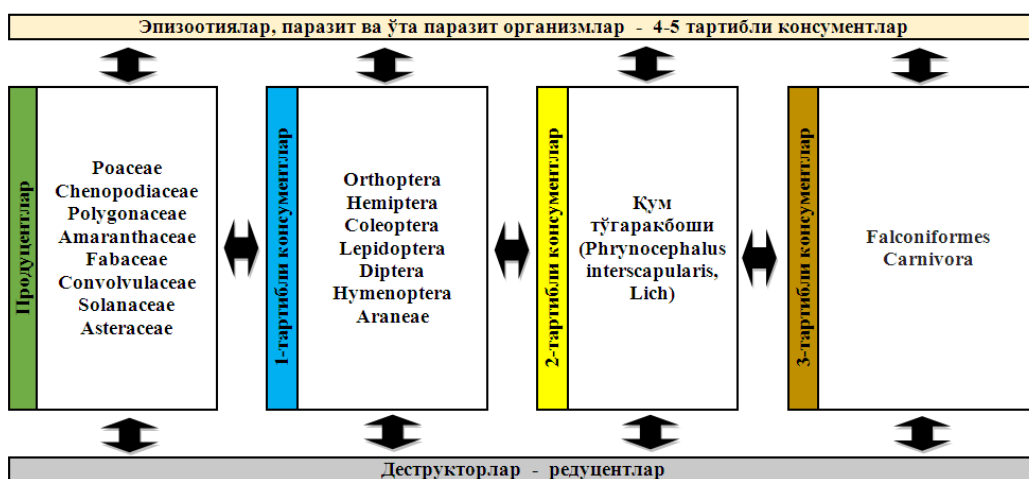 Эпизоотиялар, паразит ва ўта паразит организмлар - 4-5 тартибли консументлар
Продуцентлар
Poaceae
Chenopodiaceae
Polygonaceae
Amaranthaceae
Fabaceae
Convolvulaceae
Solanaceae
Asteraceae
1-тартибли консументлар
Orthoptera
Hemiptera
Coleoptera
Lepidoptera
Diptera
Hymenoptera
Araneae
2-тартибли консументлар
Қум
тўгаракбоши
(Phrynocephalus
interscapularis,
Lich)
3-тартибли консументлар
Falconiformes
Carnivora
Деструкторлар - редуцентлар